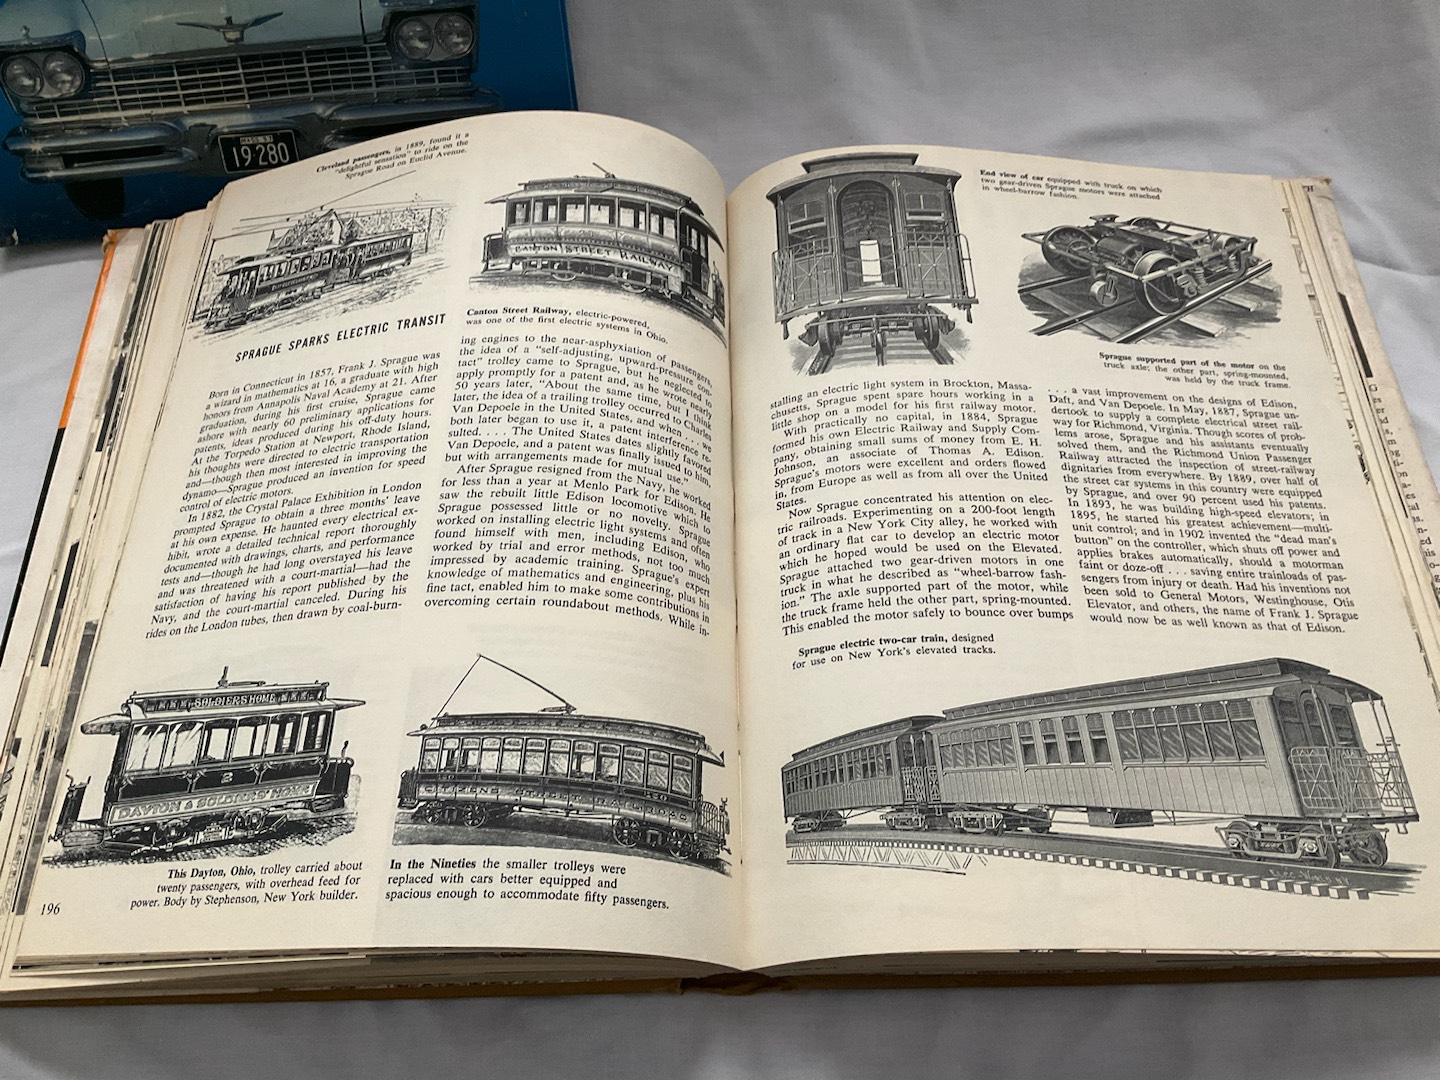 MASS. 57
19·280
Cleveland passengers, in 1889, found it a
"delightful sensation" to ride on the
Sprague Road on Euclid Avenue.
CANTON STREET RAILWAY
SPRAGUE SPARKS ELECTRIC TRANSIT
Canton Street Railway, electric-powered,
was one of the first electric systems in Ohio.
Born in Connecticut in 1857, Frank J. Sprague was
a wizard in mathematics at 16, a graduate with high
honors from Annapolis Naval Academy at 21. After
graduation, during his first cruise, Sprague came
ashore with nearly 60 preliminary applications for
patents, ideas produced during his off-duty hours.
At the Torpedo Station at Newport, Rhode Island,
his thoughts were directed to electric transportation
and—though then most interested in improving the
dynamo—Sprague produced an invention for speed
control of electric motors.
In 1882, the Crystal Palace Exhibition in London
prompted Sprague to obtain a three months' leave
at his own expense. He haunted every electrical ex-
hibit, wrote a detailed technical report thoroughly
documented with drawings, charts, and performance
tests and—though he had long overstayed his leave
and was threatened with a court-martial—had the
satisfaction of having his report published by the
Navy, and the court-martial canceled. During his
rides on the London tubes, then drawn by coal-burn-
ing engines to the near-asphyxiation of passengers,
the idea of a "self-adjusting, upward-pressure con-
tact" trolley came to Sprague, but he neglected to
apply promptly for a patent and, as he wrote nearly
50 years later, "About the same time, but I think
later, the idea of a trailing trolley occurred to Charles
Van Depoele in the United States, and when . . . we
both later began to use it, a patent interference re-
sulted. . . . The United States dates slightly favored
Van Depoele, and a patent was finally issued to him,
but with arrangements made for mutual use."
After Sprague resigned from the Navy, he worked
for less than a year at Menlo Park for Edison. He
saw the rebuilt little Edison locomotive which to
Sprague possessed little or no novelty. Sprague
worked on installing electric light systems and often
found himself with men, including Edison, who
worked by trial and error methods, not too much
impressed by academic training. Sprague's expert
knowledge of mathematics and engineering, plus his
fine tact, enabled him to make some contributions in
overcoming certain roundabout methods. While in-
SOLDIERS HOME
2
DAYTON & SOLDIERS' HOME
CITIZENS STREET RAILROAD
This Dayton, Ohio, trolley carried about
twenty passengers, with overhead feed for
power. Body by Stephenson, New York builder.
In the Nineties the smaller trolleys were
replaced with cars better equipped and
spacious enough to accommodate fifty passengers.
196
End view of car equipped with truck on which
two gear-driven Sprague motors were attached
in wheel-barrow fashion.
Sprague supported part of the motor on the
truck axle; the other part, spring-mounted,
was held by the truck frame.
stalling an electric light system in Brockton, Massa-
chusetts, Sprague spent spare hours working in a
little shop on a model for his first railway motor.
With practically no capital, in 1884, Sprague
formed his own Electric Railway and Supply Com-
pany, obtaining small sums of money from E. H.
Johnson, an associate of Thomas A. Edison.
Sprague's motors were excellent and orders flowed
in, from Europe as well as from all over the United
States.
Now Sprague concentrated his attention on elec-
tric railroads. Experimenting on a 200-foot length
of track in a New York City alley, he worked with
an ordinary flat car to develop an electric motor
which he hoped would be used on the Elevated.
Sprague attached two gear-driven motors in one
truck in what he described as "wheel-barrow fash-
ion." The axle supported part of the motor, while
the truck frame held the other part, spring-mounted.
This enabled the motor safely to bounce over bumps
. . . a vast improvement on the designs of Edison,
Daft, and Van Depoele. In May, 1887, Sprague un-
dertook to supply a complete electrical street rail-
way for Richmond, Virginia. Though scores of prob-
lems arose, Sprague and his assistants eventually
solved them, and the Richmond Union Passenger
Railway attracted the inspection of street-railway
dignitaries from everywhere. By 1889, over half of
the street car systems in this country were equipped
by Sprague, and over 90 percent used his patents.
In 1893, he was building high-speed elevators; in
1895, he started his greatest achievement—multi-
unit control; and in 1902 invented the "dead man's
button" on the controller, which shuts off power and
applies brakes automatically, should a motorman
faint or doze-off . . . saving entire trainloads of pas-
sengers from injury or death. Had his inventions not
been sold to General Motors, Westinghouse, Otis
Elevator, and others, the name of Frank J. Sprague
would now be as well known as that of Edison.
Sprague electric two-car train, designed
for use on New York's elevated tracks.